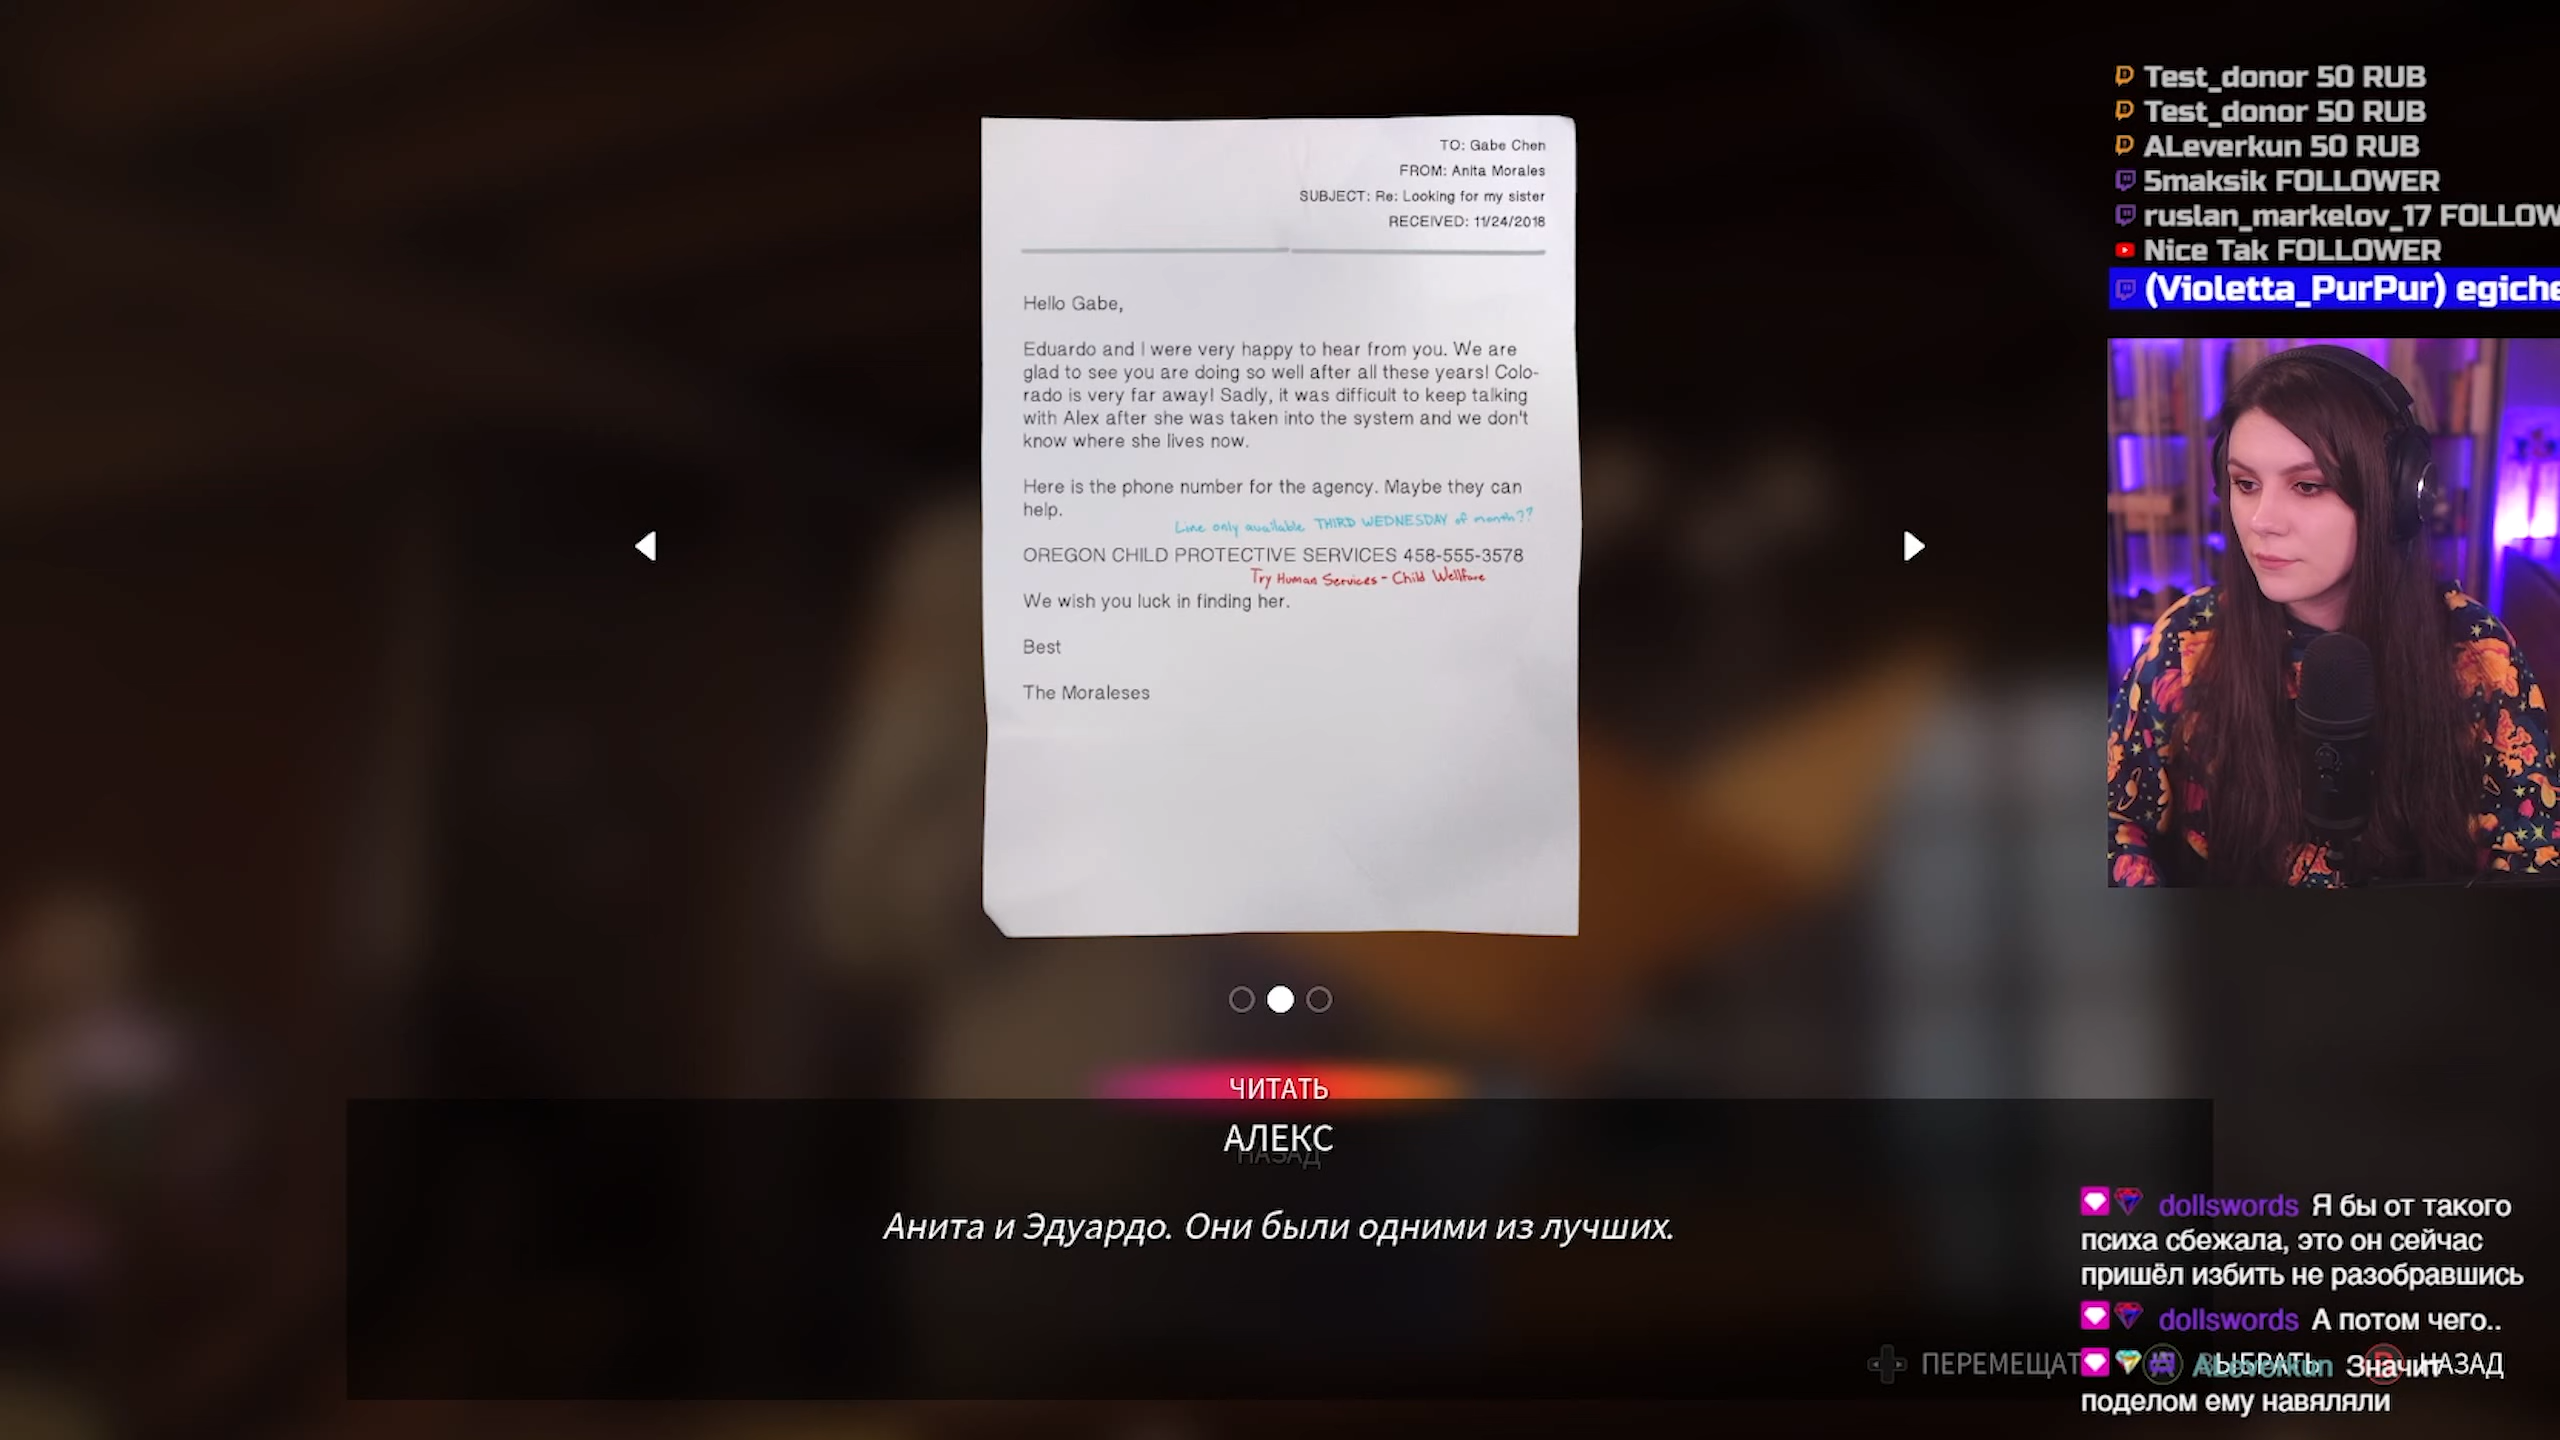 TO: Gabe Chen
FROM: Anita Morales
SUBJECT: Re: Looking for my sister
RECEIVED: 11/24/2018
Hello Gabe,
Eduardo and I were very happy to hear from you. We are
glad to see you are doing so well after all these years! Colo-
rado is very far away! Sadly, it was difficult to keep talking
with Alex after she was taken into the system and we don't
know where she lives now.
Here is the phone number for the agency. Maybe they can
help.
Line only available THIRD WEDNESDAY of month??
OREGON CHILD PROTECTIVE SERVICES 458-555-3578
Try Human Services - Child Wellfare
We wish you luck in finding her.
Best
The Moraleses
ЧИТАТЬ
АЛЕКС
НАЗАД
Анита и Эдуардо. Они были одними из лучших.
Test_donor 50 RUB
Test_donor 50 RUB
ALeverkun 50 RUB
5maksik FOLLOWER
ruslan_markelov_17 FOLLOW
Nice Tak FOLLOWER
(Violetta_PurPur) egiche
dollswords Я бы от такого
психа сбежала, это он сейчас
пришёл избить не разобравшись
dollswords А потом чего..
ALeverkun Значит
поделом ему навяляли
ПЕРЕМЕЩАТ ВЫБРАТЬ НАЗАД